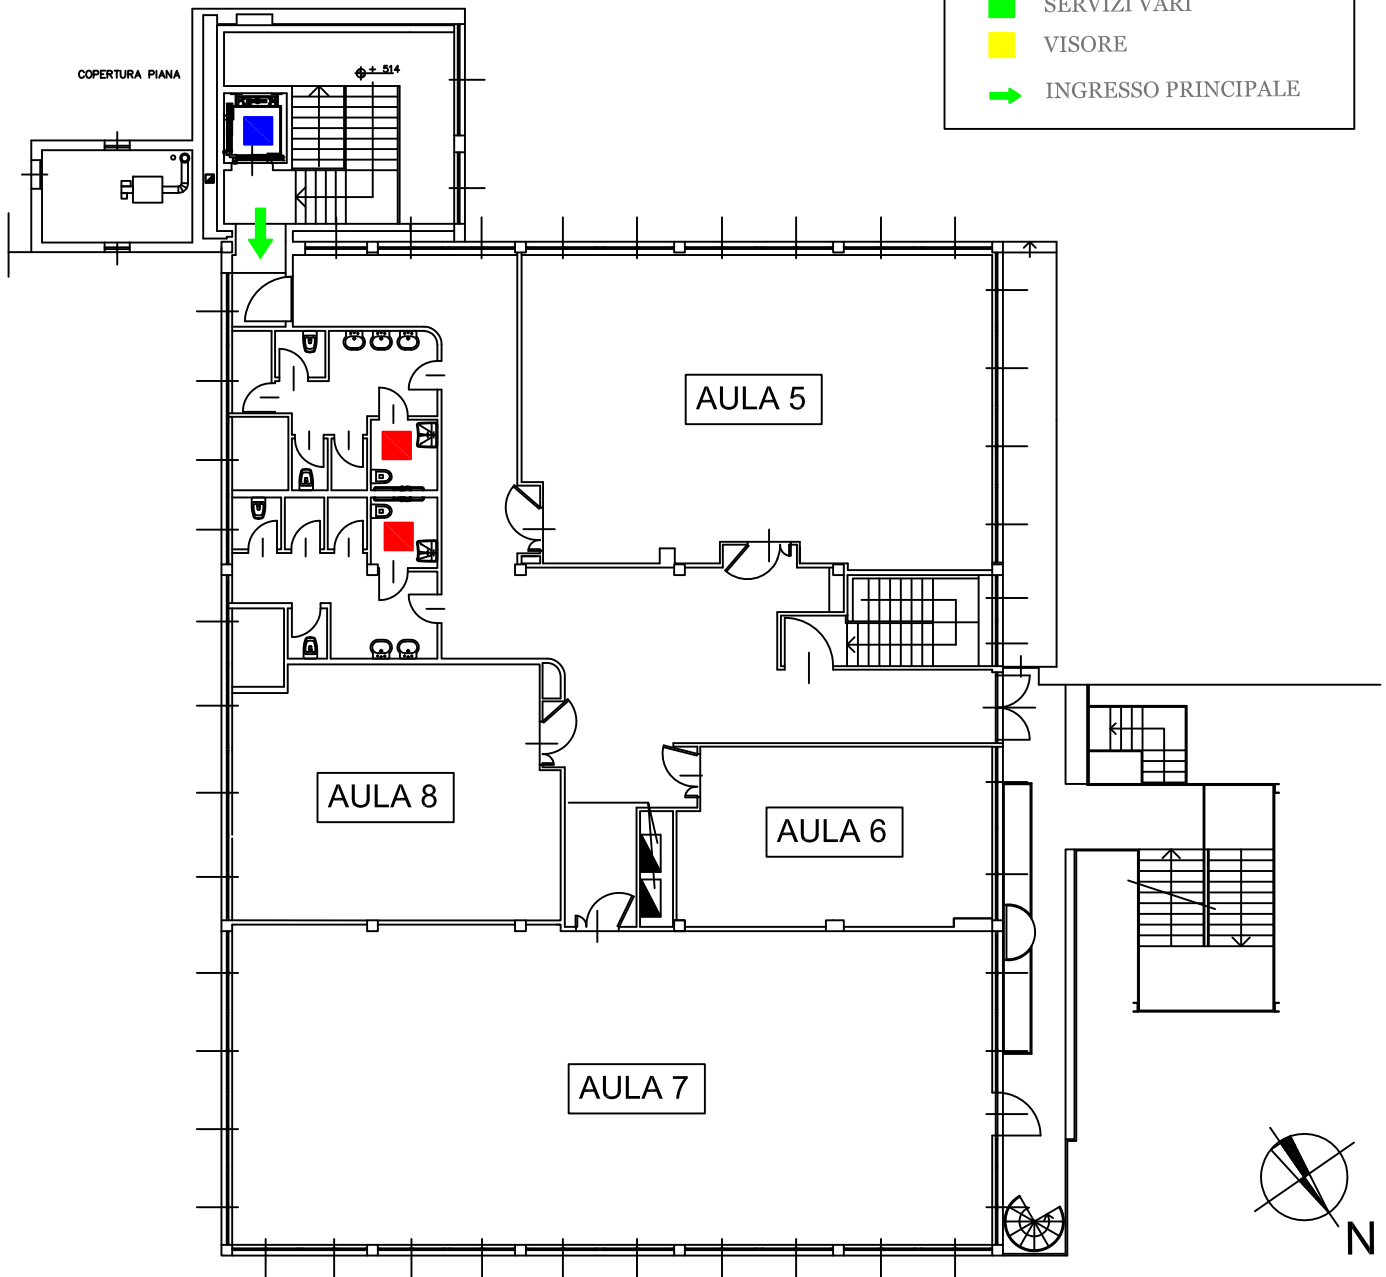 SERVIZI VARI
VISORE
INGRESSO PRINCIPALE
COPERTURA PIANA
+ 514
AULA 5
AULA 8
AULA 6
AULA 7
N